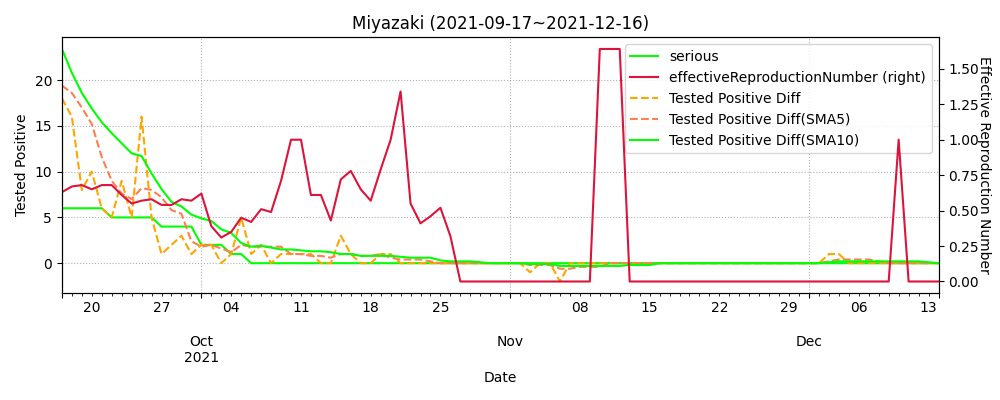 Miyazaki (2021-09-17~2021-12-16)
Tested Positive
20
15
10
5
0
serious
effectiveReproductionNumber (right)
Tested Positive Diff
Tested Positive Diff(SMA5)
Tested Positive Diff(SMA10)
1.50
1.25
1.00
0.75
0.50
0.25
0.00
Effective Reproduction Number
20 27 04 11 18 25 08 15 22 29 06 13
Oct Nov Dec
2021
Date